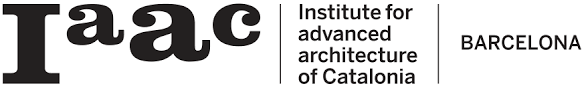 Iaac
Institute for
advanced
architecture
of Catalonia
BARCELONA